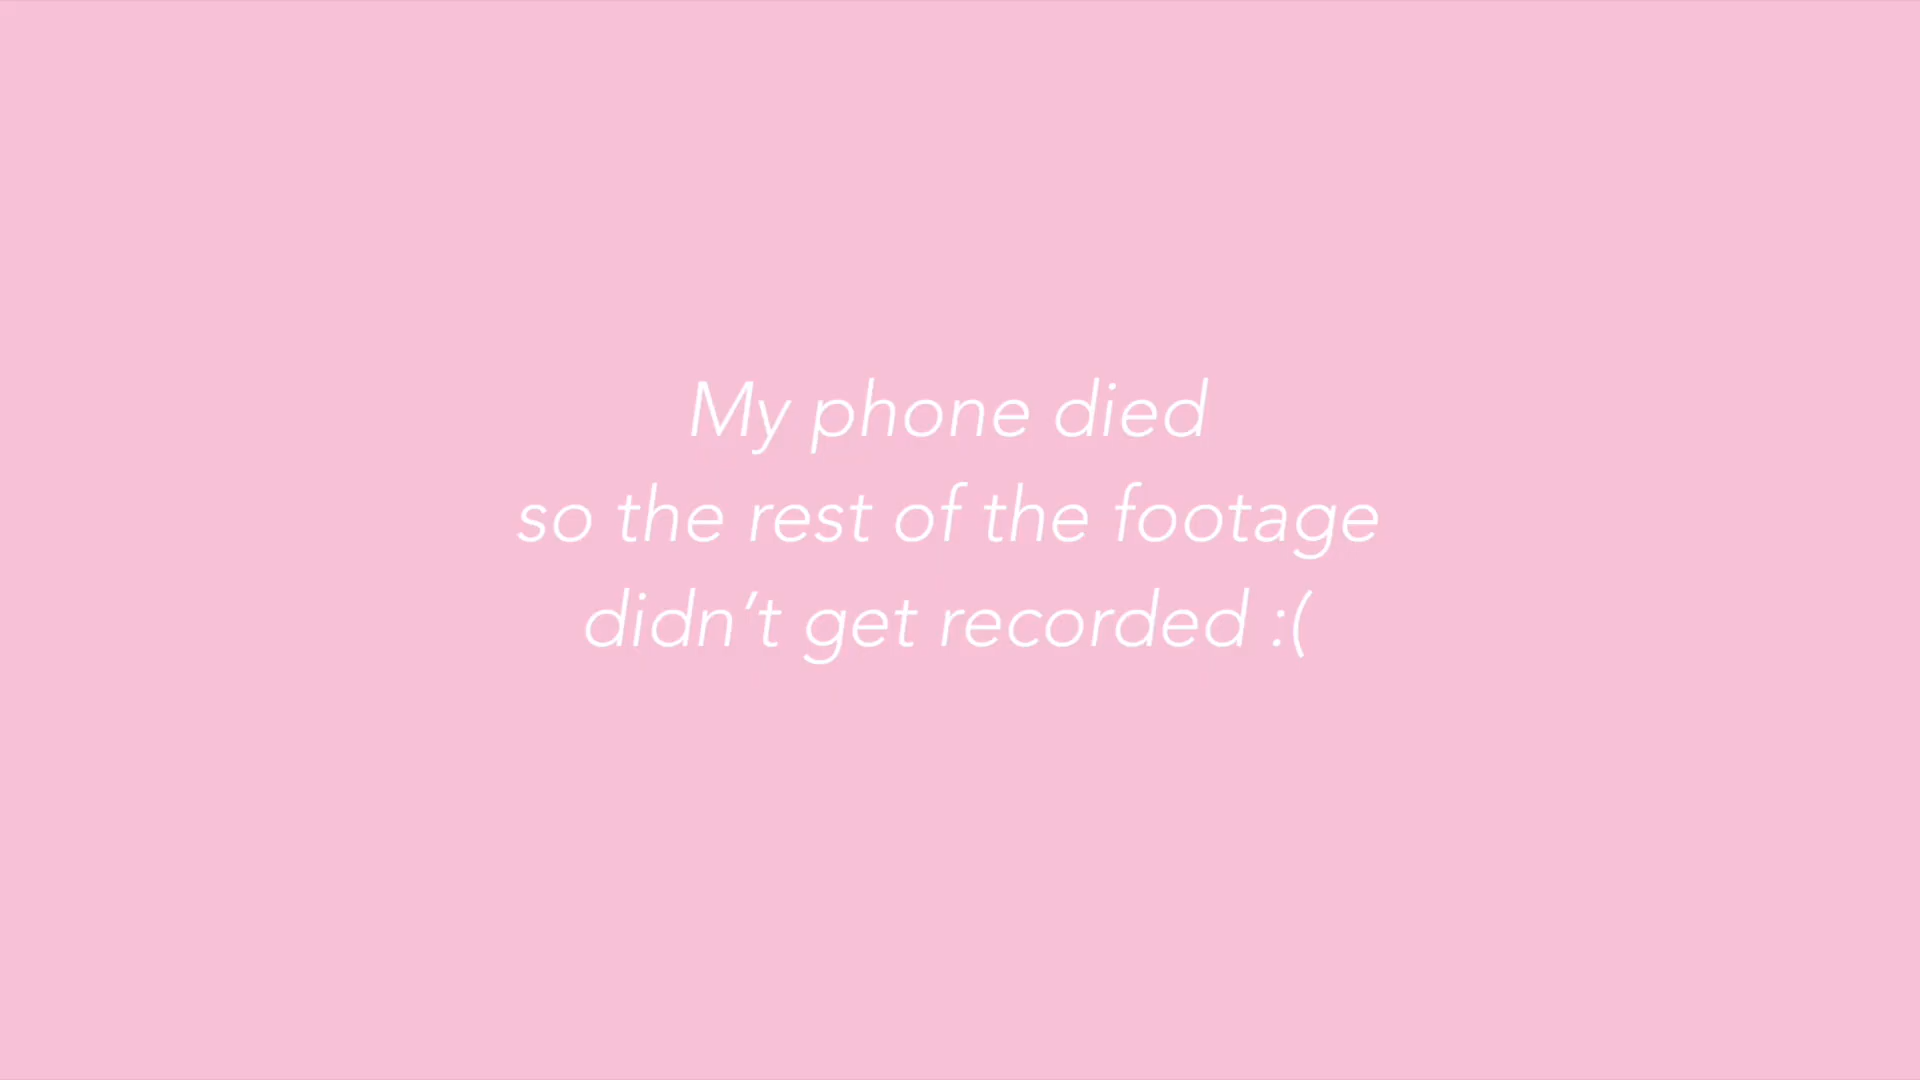 My phone died
so the rest of the footage
didn’t get recorded :(